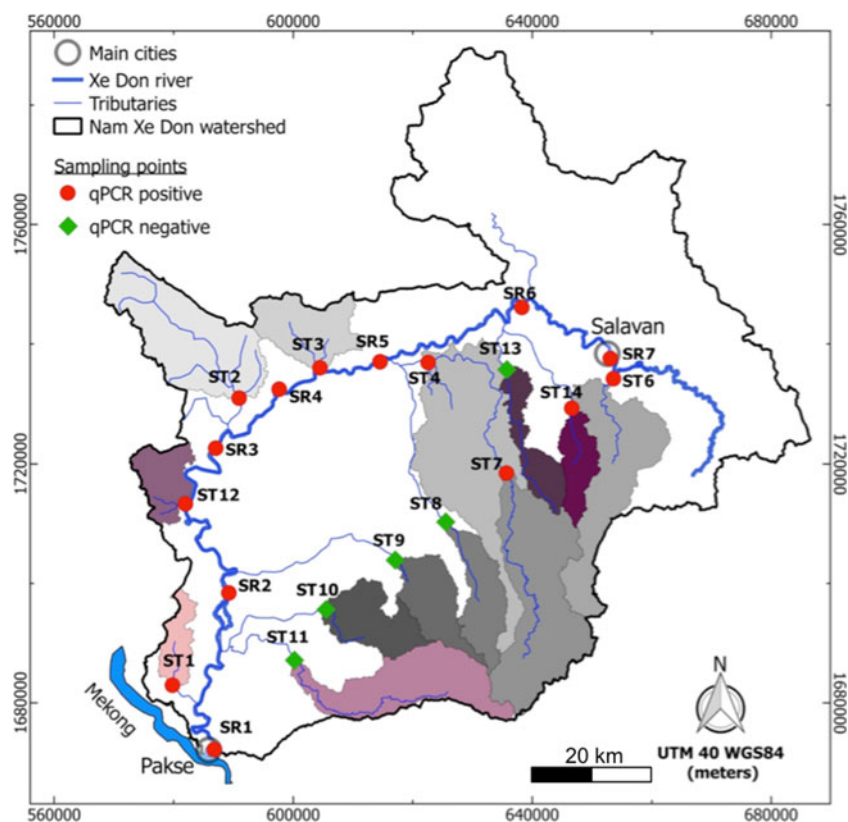 560000 600000 640000 680000
Main cities
Xe Don river
Tributaries
Nam Xe Don watershed
Sampling points
qPCR positive
qPCR negative
1760000
1760000
SR6
Salavan
ST3
SR5
ST13
SR7
ST2
ST4
ST6
SR4
ST14
SR3
1720000
1720000
ST7
ST12
ST8
ST9
SR2
ST10
ST11
ST1
N
Mekong
1680000
1680000
SR1
Pakse
20 km
UTM 40 WGS84
(meters)
560000 600000 640000 680000